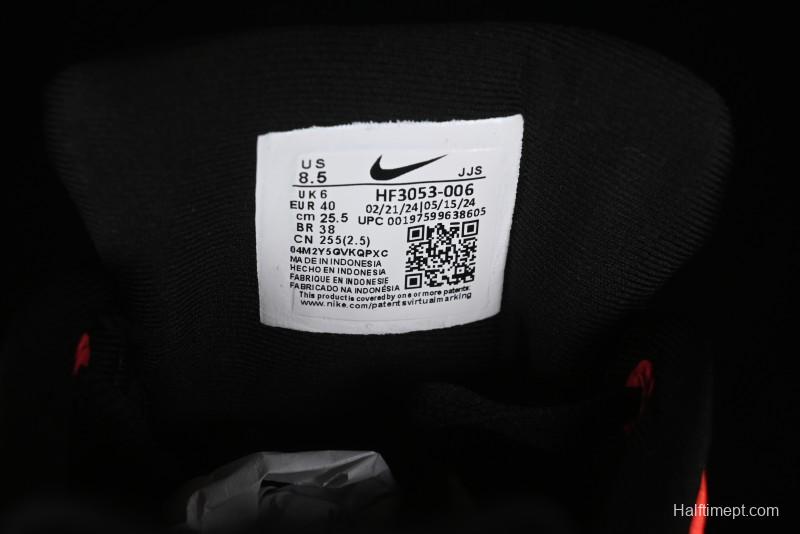 US
8.5
JJS
UK 6
EUR 40
cm 25.5
BR 38
CN 255(2.5)
HF3053-006
02/21/24|05/15/24
UPC 00197599638605
04M2Y5QVKQPXC
MADE IN INDONESIA
HECHO EN INDONESIA
FABRIQUE EN INDONESIE
FABRICADO NA INDONÉSIA
This product is covered by one or more patents.
www.nike.com/patentsvirtualmarking
Halftimept.com